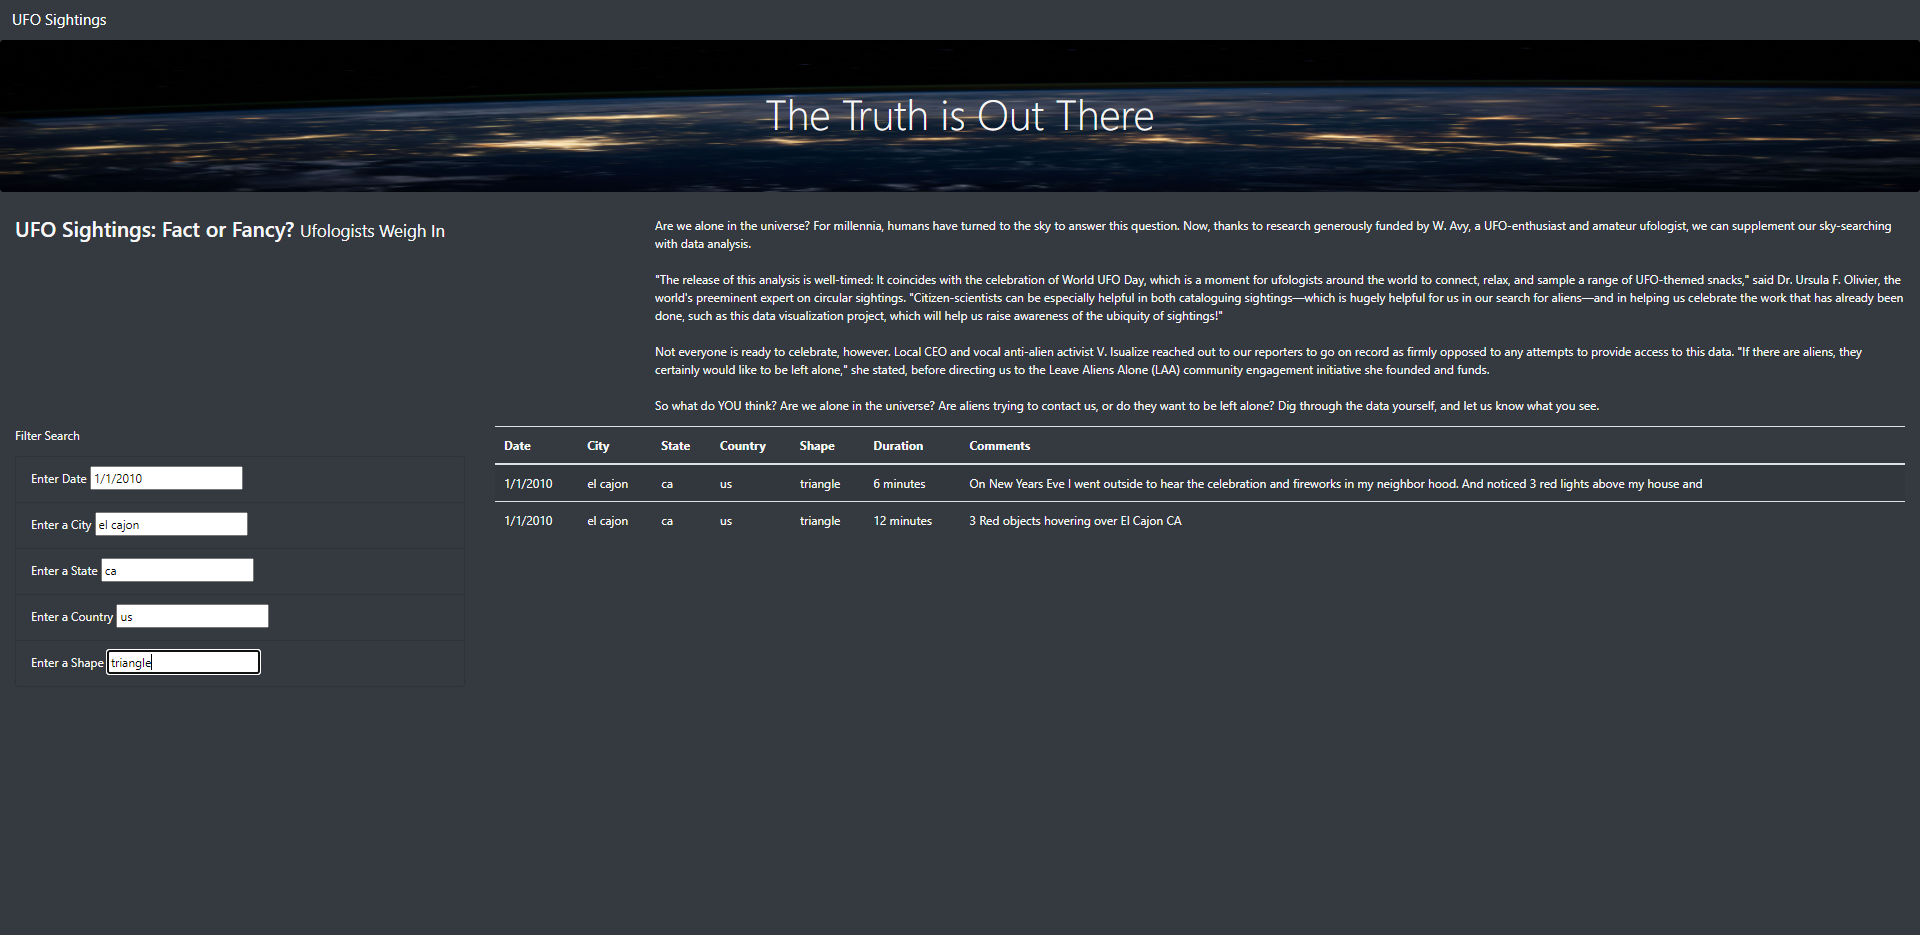 UFO Sightings
The Truth is Out There
UFO Sightings: Fact or Fancy? Ufologists Weigh In
Are we alone in the universe? For millennia, humans have turned to the sky to answer this question. Now, thanks to research generously funded by W. Avy, a UFO-enthusiast and amateur ufologist, we can supplement our sky-searching
with data analysis.
"The release of this analysis is well-timed: It coincides with the celebration of World UFO Day, which is a moment for ufologists around the world to connect, relax, and sample a range of UFO-themed snacks," said Dr. Ursula F. Olivier, the
world's preeminent expert on circular sightings. "Citizen-scientists can be especially helpful in both cataloguing sightings—which is hugely helpful for us in our search for aliens—and in helping us celebrate the work that has already been
done, such as this data visualization project, which will help us raise awareness of the ubiquity of sightings!"
Not everyone is ready to celebrate, however. Local CEO and vocal anti-alien activist V. Isualize reached out to our reporters to go on record as firmly opposed to any attempts to provide access to this data. "If there are aliens, they
certainly would like to be left alone," she stated, before directing us to the Leave Aliens Alone (LAA) community engagement initiative she founded and funds.
So what do YOU think? Are we alone in the universe? Are aliens trying to contact us, or do they want to be left alone? Dig through the data yourself, and let us know what you see.
Filter Search
Enter Date 1/1/2010
Enter a City el cajon
Enter a State ca
Enter a Country us
Enter a Shape triangle
Date City State Country Shape Duration Comments
1/1/2010 el cajon ca us triangle 6 minutes On New Years Eve I went outside to hear the celebration and fireworks in my neighbor hood. And noticed 3 red lights above my house and
1/1/2010 el cajon ca us triangle 12 minutes 3 Red objects hovering over El Cajon CA